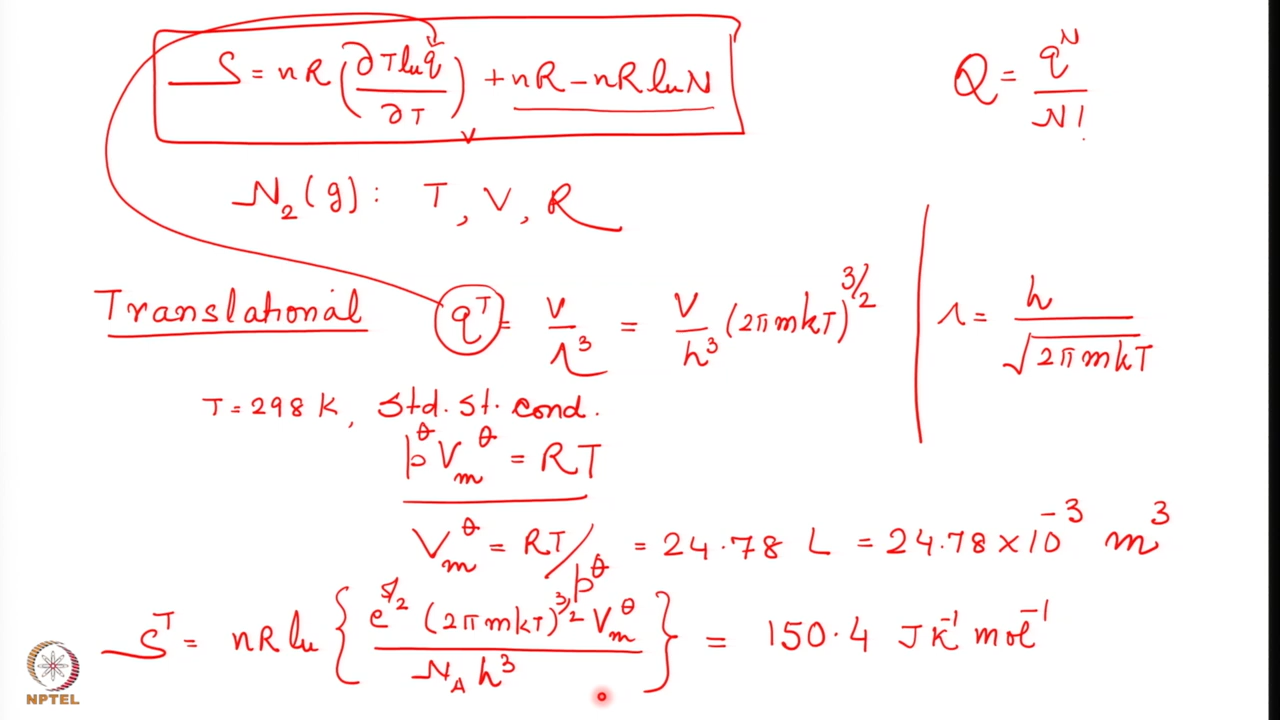 S = nR (∂T ln q / ∂T)_V + nR − nR ln N
Q = q^N / N!
N₂(g) : T, V, R
Translational q^T = V/Λ³ = V/h³ (2πmkT)^{3/2}
Λ = h / √(2πmkT)
T = 298 K, Std. St. cond.
p^θ V_m^θ = RT
V_m^θ = RT/p^θ = 24.78 L = 24.78 × 10^{-3} m³
S^T = nR ln { e^{5/2} (2πmkT)^{3/2} V_m^θ / N_A h³ } = 150.4 J K^{-1} mol^{-1}
NPTEL